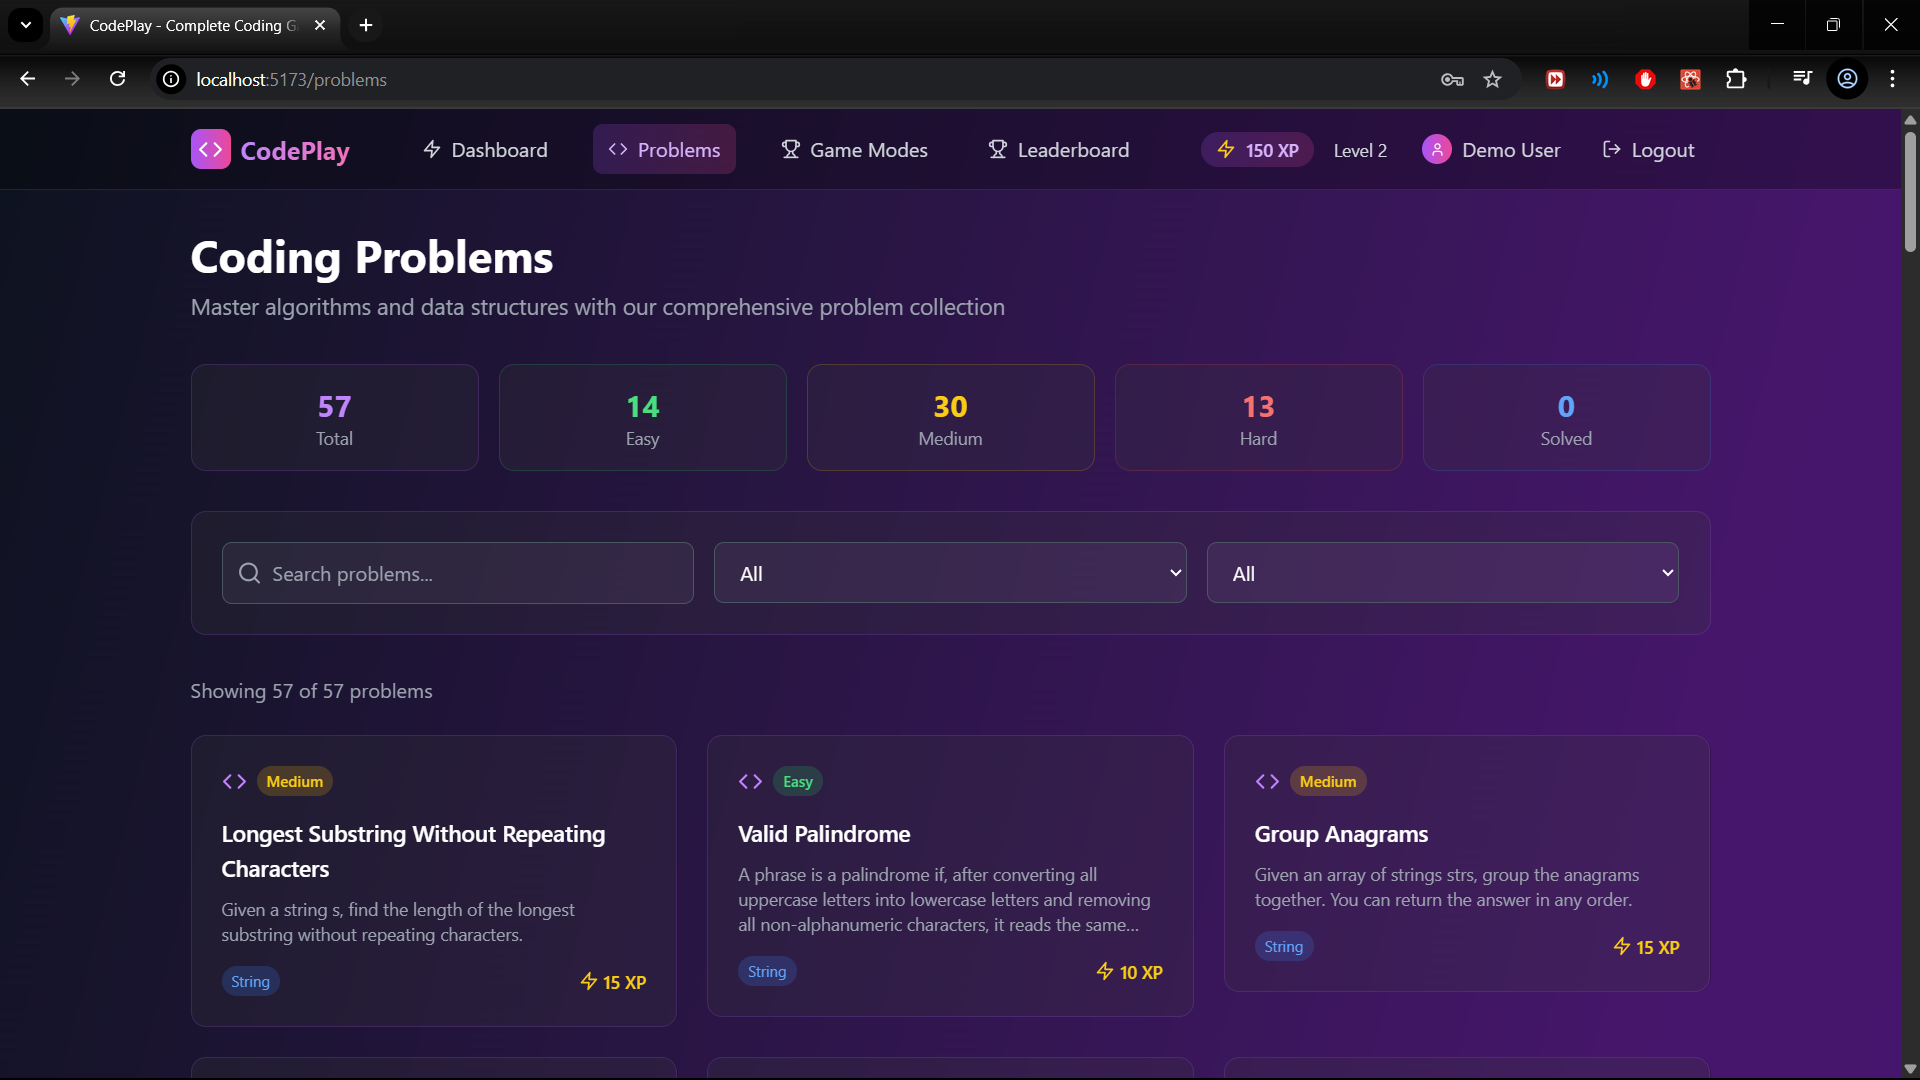 CodePlay - Complete Coding G
localhost:5173/problems
CodePlay
Dashboard
Problems
Game Modes
Leaderboard
150 XP
Level 2
Demo User
Logout
Coding Problems
Master algorithms and data structures with our comprehensive problem collection
57
Total
14
Easy
30
Medium
13
Hard
0
Solved
Search problems...
All
All
Showing 57 of 57 problems
Medium
Longest Substring Without Repeating
Characters
Given a string s, find the length of the longest
substring without repeating characters.
String
15 XP
Easy
Valid Palindrome
A phrase is a palindrome if, after converting all
uppercase letters into lowercase letters and removing
all non-alphanumeric characters, it reads the same...
String
10 XP
Medium
Group Anagrams
Given an array of strings strs, group the anagrams
together. You can return the answer in any order.
String
15 XP